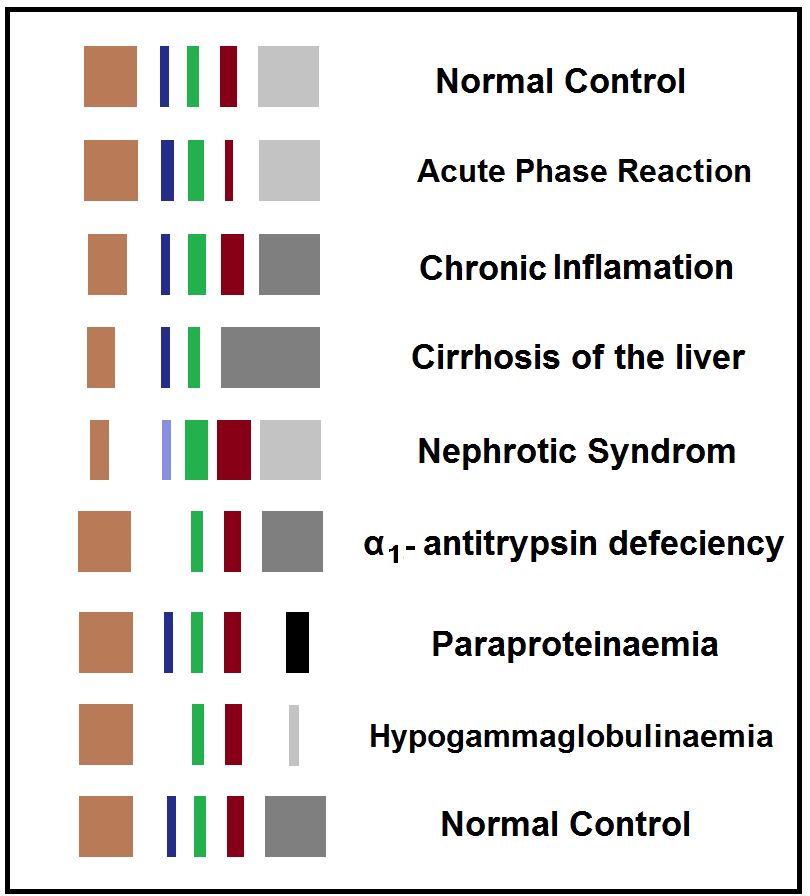 Normal Control
Acute Phase Reaction
Chronic Inflamation
Cirrhosis of the liver
Nephrotic Syndrom
α₁- antitrypsin defeciency
Paraproteinaemia
Hypogammaglobulinaemia
Normal Control